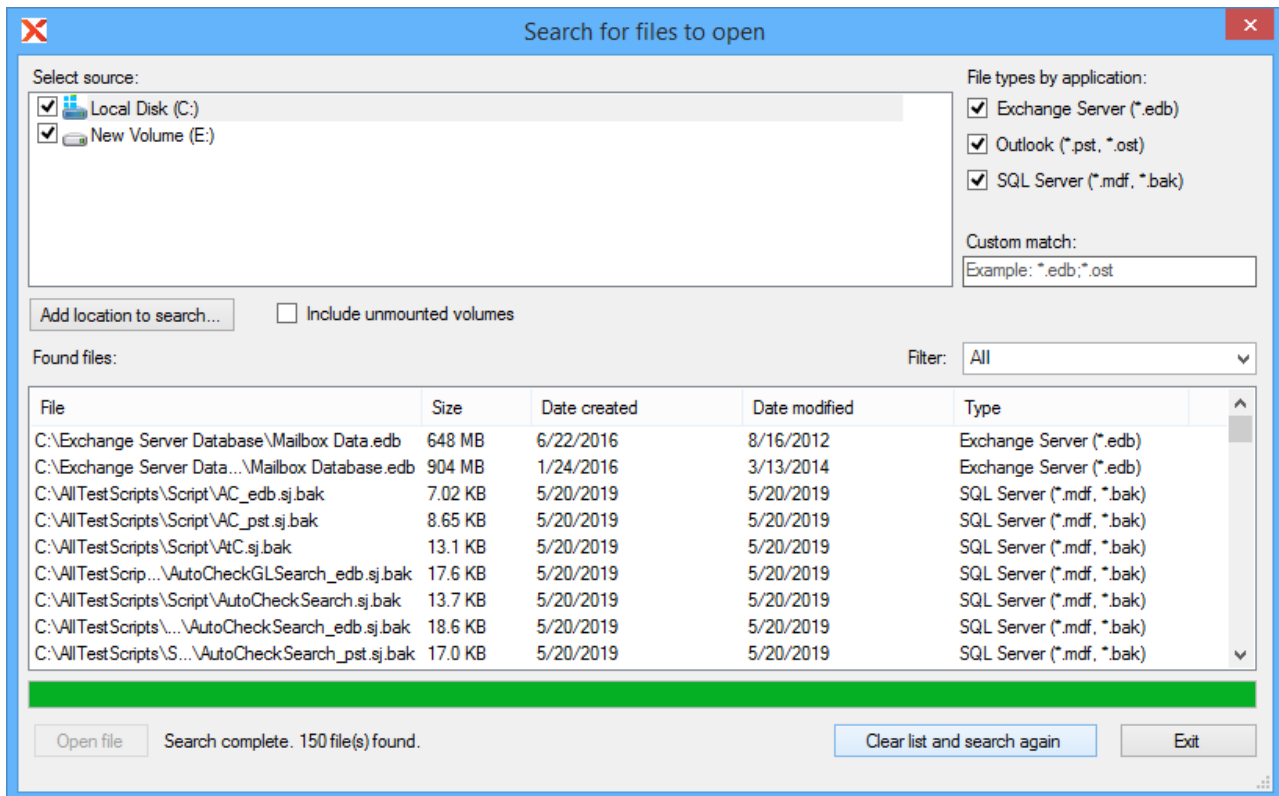 Search for files to open
Select source:
File types by application:
Local Disk (C:)
New Volume (E:)
Exchange Server (*.edb)
Outlook (*.pst, *.ost)
SQL Server (*.mdf, *.bak)
Custom match:
Example: *.edb;*.ost
Add location to search...
Include unmounted volumes
Found files:
Filter: All
File Size Date created Date modified Type
C:\Exchange Server Database\Mailbox Data.edb 648 MB 6/22/2016 8/16/2012 Exchange Server (*.edb)
C:\Exchange Server Data...\Mailbox Database.edb 904 MB 1/24/2016 3/13/2014 Exchange Server (*.edb)
C:\AllTestScripts\Script\AC_edb.sj.bak 7.02 KB 5/20/2019 5/20/2019 SQL Server (*.mdf, *.bak)
C:\AllTestScripts\Script\AC_pst.sj.bak 8.65 KB 5/20/2019 5/20/2019 SQL Server (*.mdf, *.bak)
C:\AllTestScripts\Script\AtC.sj.bak 13.1 KB 5/20/2019 5/20/2019 SQL Server (*.mdf, *.bak)
C:\AllTestScrip...\AutoCheckGLSearch_edb.sj.bak 17.6 KB 5/20/2019 5/20/2019 SQL Server (*.mdf, *.bak)
C:\AllTestScripts\Script\AutoCheckSearch.sj.bak 13.7 KB 5/20/2019 5/20/2019 SQL Server (*.mdf, *.bak)
C:\AllTestScripts\...\AutoCheckSearch_edb.sj.bak 18.6 KB 5/20/2019 5/20/2019 SQL Server (*.mdf, *.bak)
C:\AllTestScripts\S...\AutoCheckSearch_pst.sj.bak 17.0 KB 5/20/2019 5/20/2019 SQL Server (*.mdf, *.bak)
Open file
Search complete. 150 file(s) found.
Clear list and search again
Exit